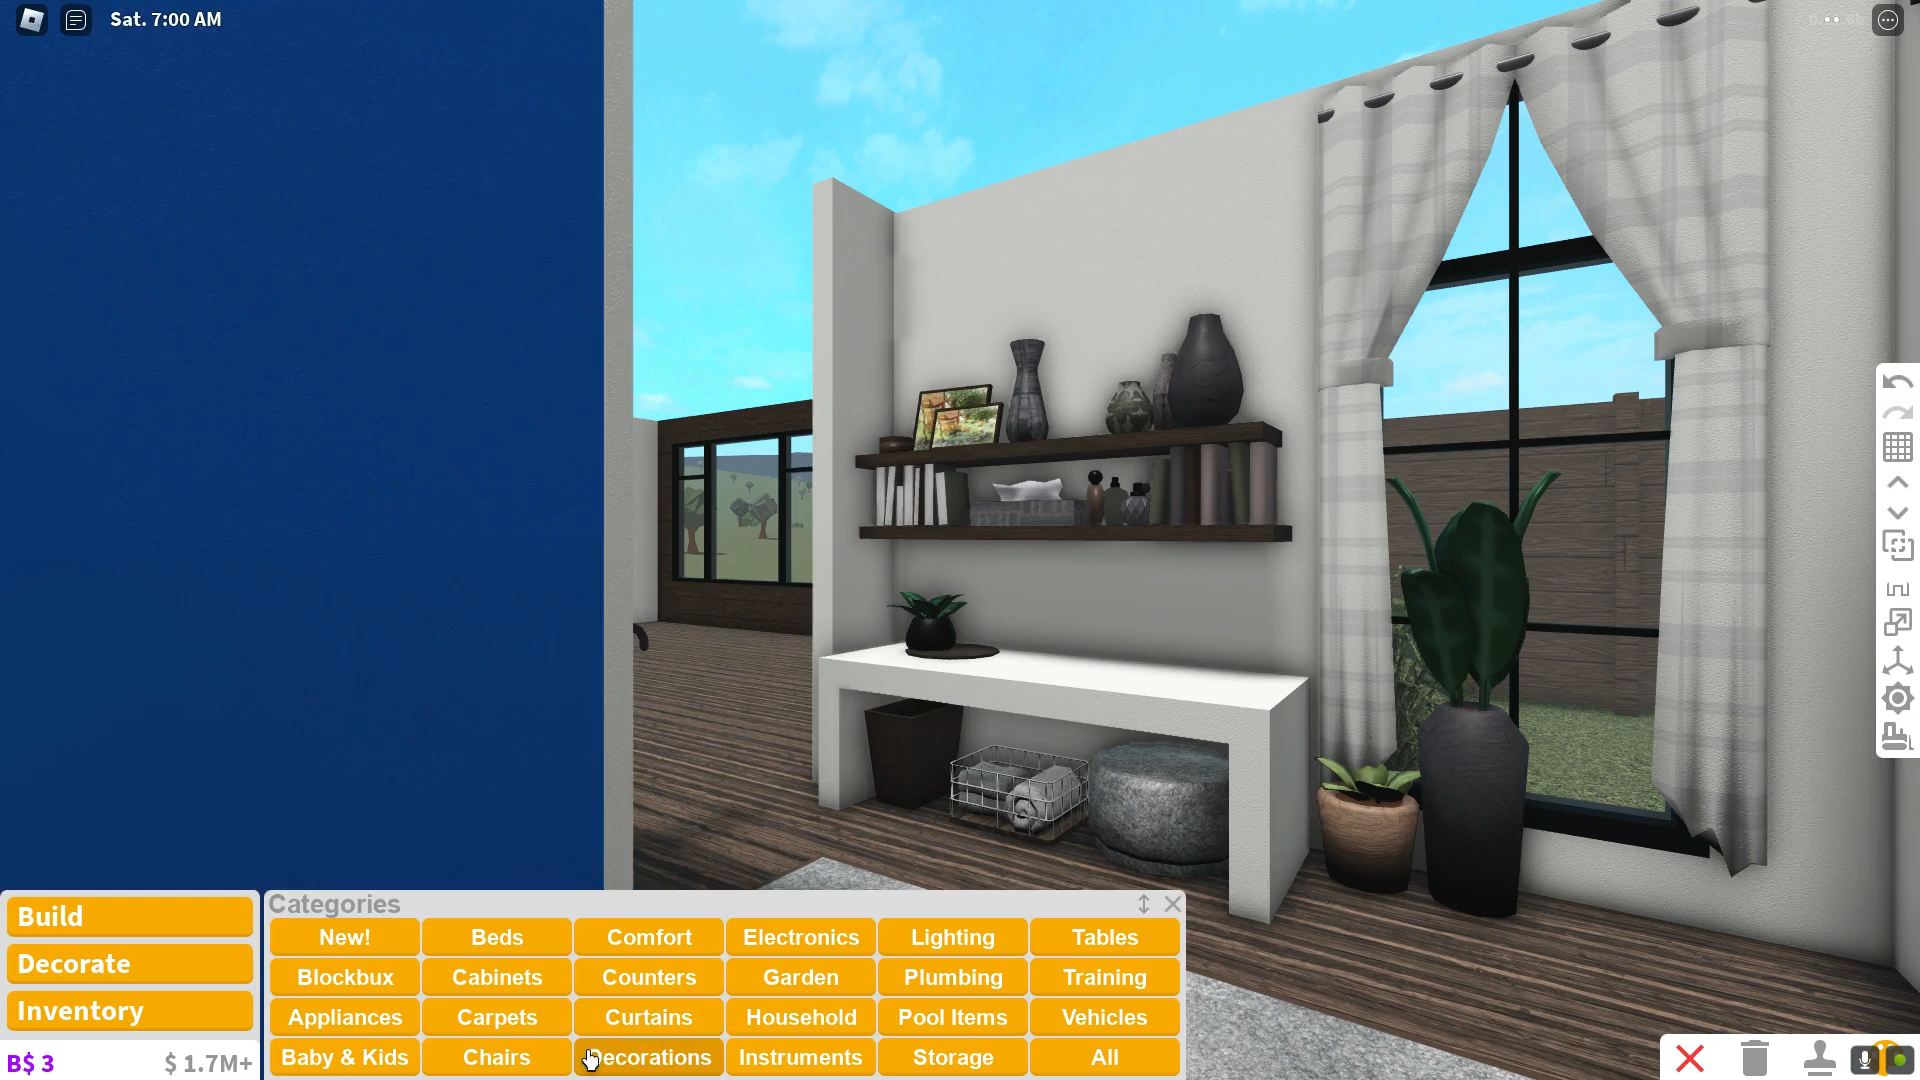 Sat. 7:00 AM
Build
Decorate
Inventory
B$ 3
$ 1.7M+
Categories
New!
Beds
Comfort
Electronics
Lighting
Tables
Blockbux
Cabinets
Counters
Garden
Plumbing
Training
Appliances
Carpets
Curtains
Household
Pool Items
Vehicles
Baby & Kids
Chairs
Decorations
Instruments
Storage
All